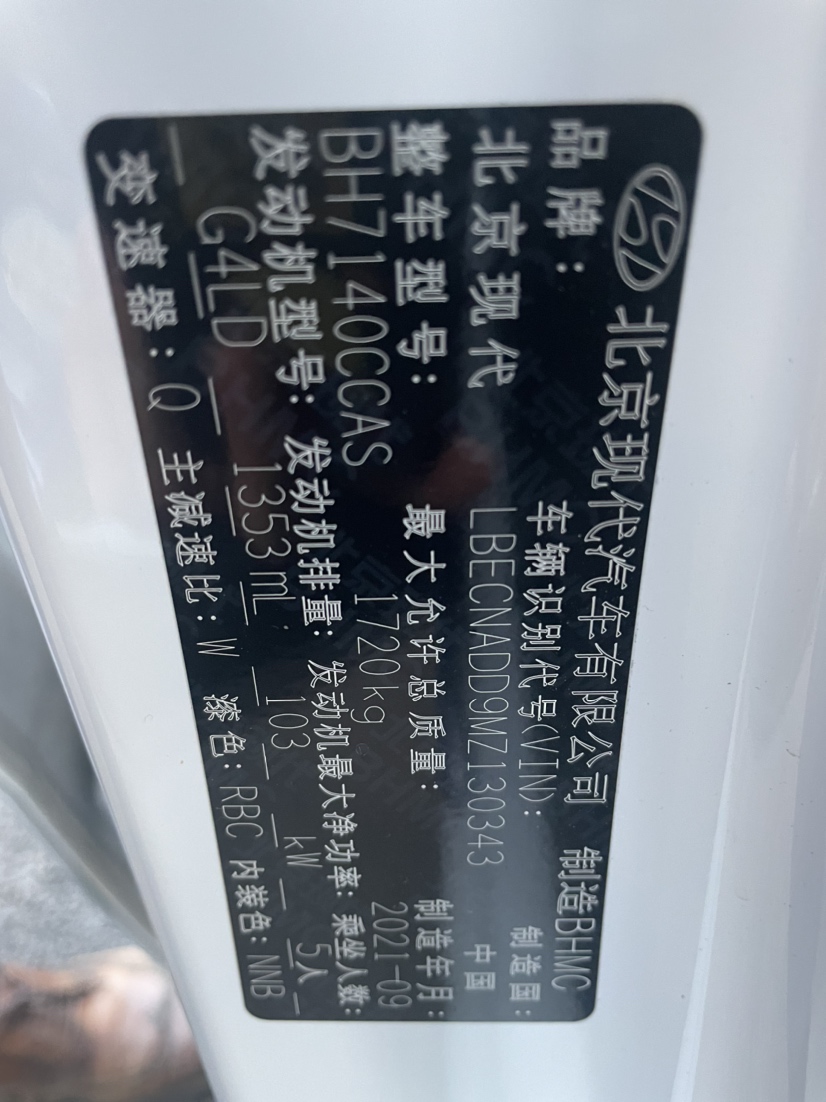 北京现代汽车有限公司 制造BHMC
品牌: 车辆识别代号(VIN): 制造国:
北京现代 LBECNADD9MZ130343 中国
整车型号: 最大允许总质量: 制造年月:
BH7140CCAS 1720kg 2021-09
发动机型号: 发动机排量: 发动机最大净功率: 乘坐人数:
G4LD 1353 mL 103 kW 5人
变速器: Q 主减速比: W 漆色: RBC 内装色: NNB